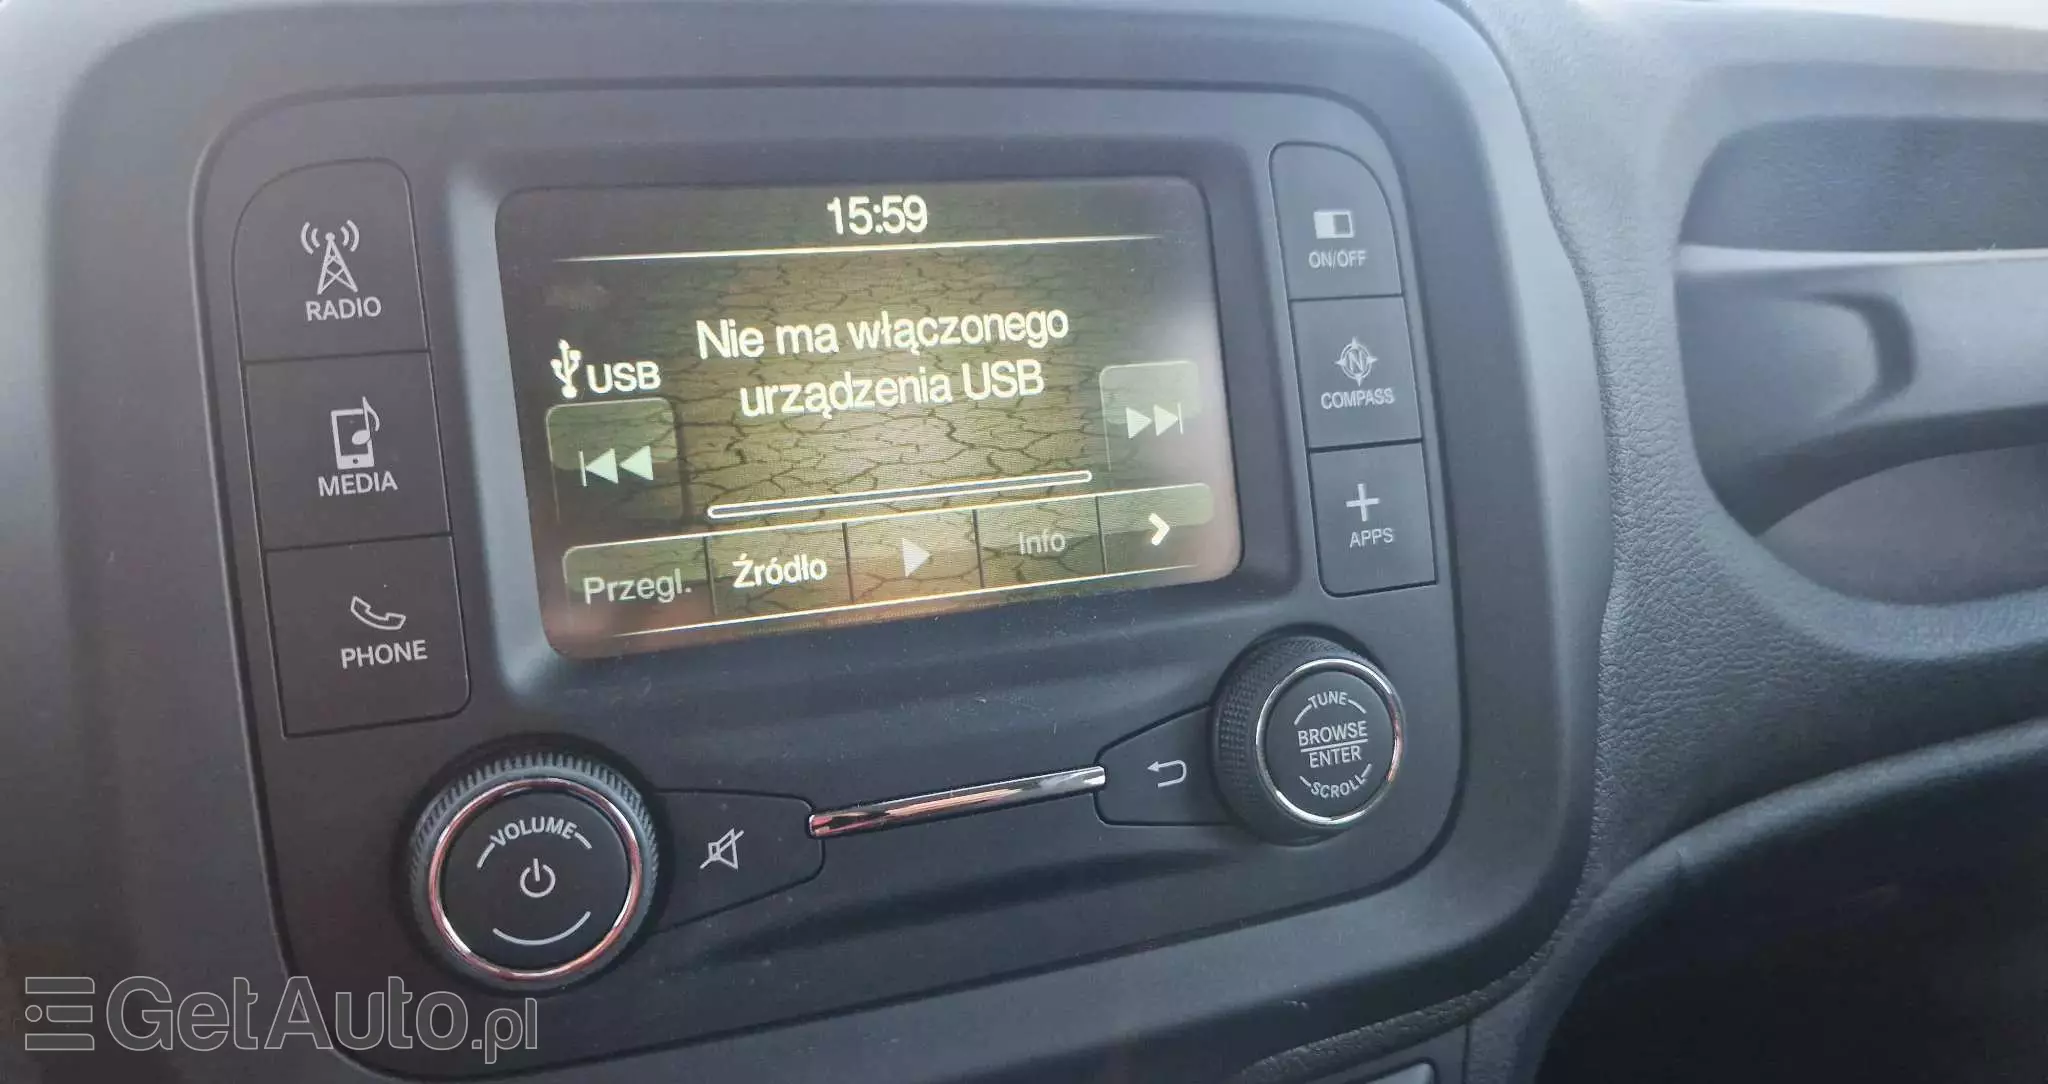 15:59
Nie ma włączonego
urządzenia USB
USB
Przegl.
Źródło
Info
RADIO
MEDIA
PHONE
ON/OFF
N
COMPASS
APPS
VOLUME
TUNE
BROWSE
ENTER
SCROLL
GetAuto.pl